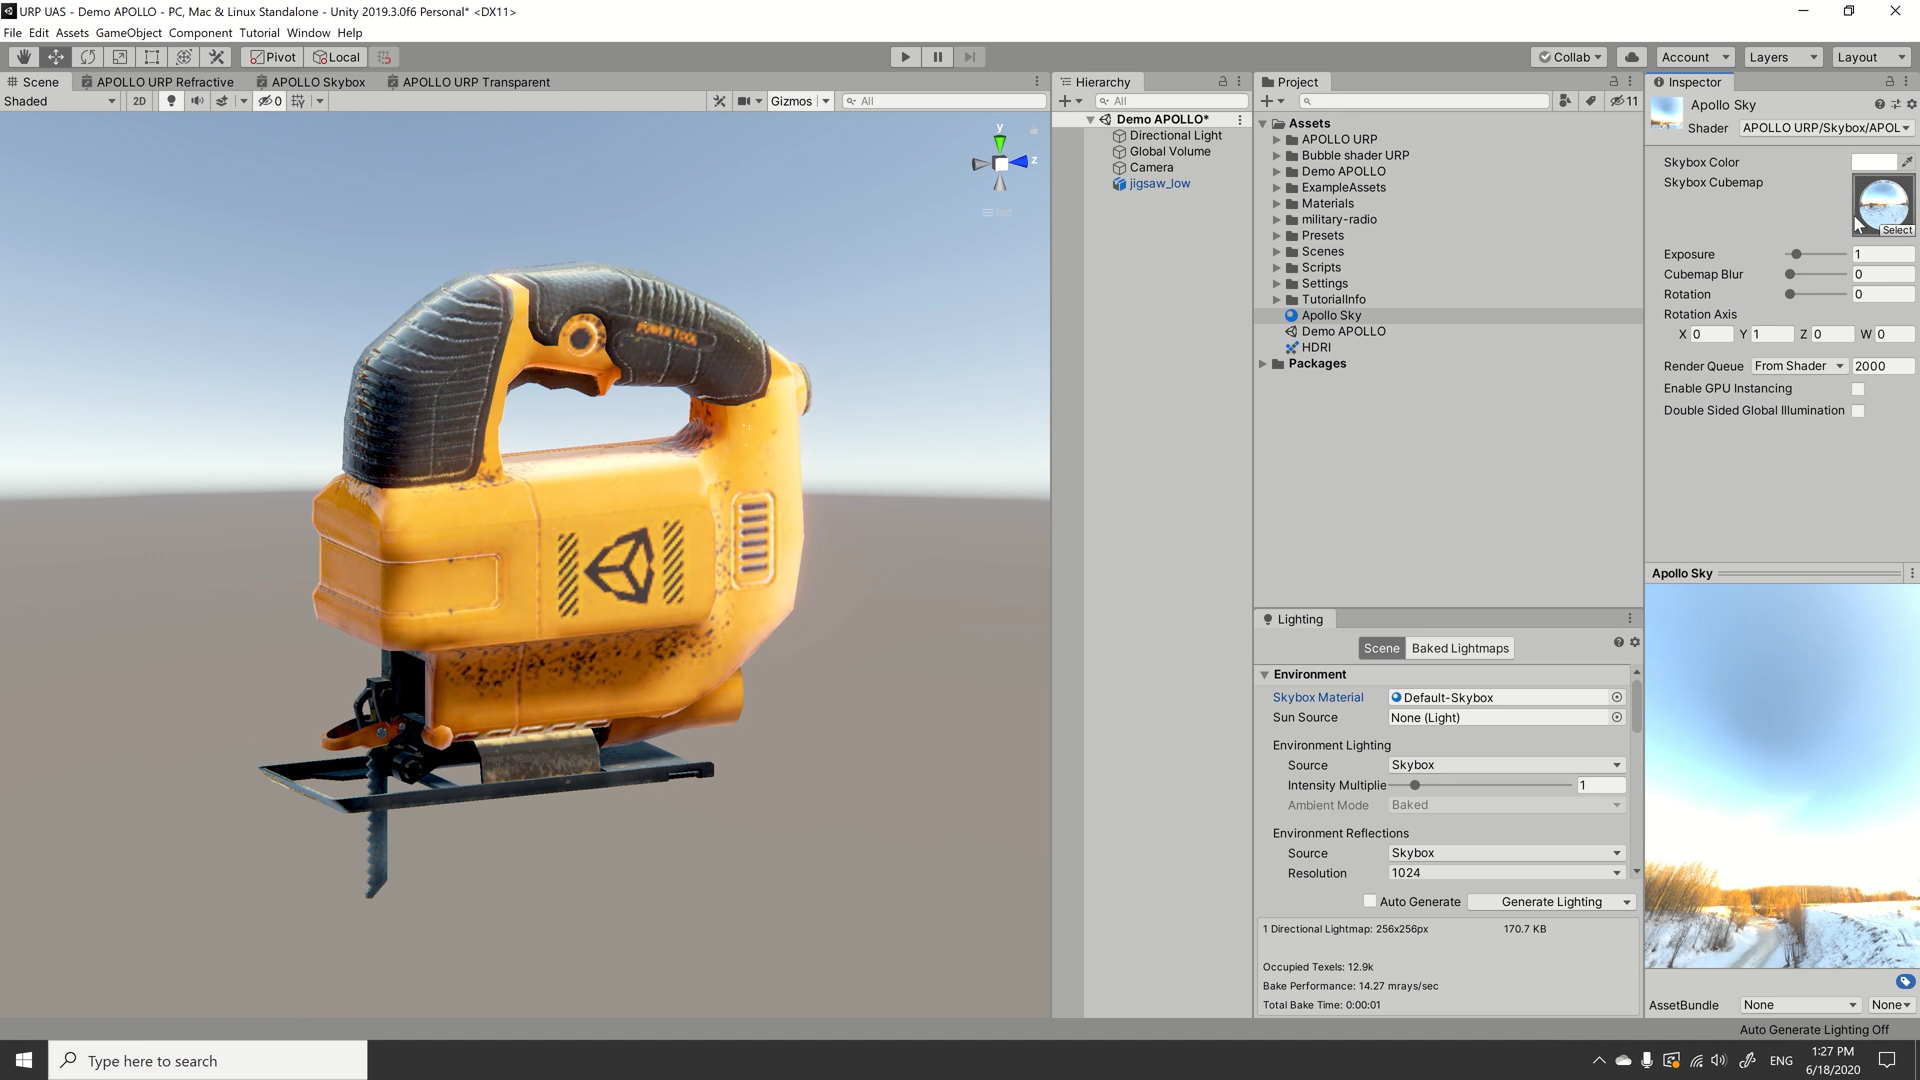 URP UAS - Demo APOLLO - PC, Mac & Linux Standalone - Unity 2019.3.0f6 Personal* <DX11>
File Edit Assets GameObject Component Tutorial Window Help
Pivot Local Collab Account Layers Layout
Scene APOLLO URP Refractive APOLLO Skybox APOLLO URP Transparent
Shaded 2D 0 Gizmos All
y
z
Iso
POWER TOOL
Hierarchy
All
Demo APOLLO*
Directional Light
Global Volume
Camera
jigsaw_low
Project
11
Assets
APOLLO URP
Bubble shader URP
Demo APOLLO
ExampleAssets
Materials
military-radio
Presets
Scenes
Scripts
Settings
TutorialInfo
Apollo Sky
Demo APOLLO
HDRI
Packages
Lighting
Scene Baked Lightmaps
Environment
Skybox Material Default-Skybox
Sun Source None (Light)
Environment Lighting
Source Skybox
Intensity Multiplie 1
Ambient Mode Baked
Environment Reflections
Source Skybox
Resolution 1024
Auto Generate Generate Lighting
1 Directional Lightmap: 256x256px 170.7 KB
Occupied Texels: 12.9k
Bake Performance: 14.27 mrays/sec
Total Bake Time: 0:00:01
Inspector
Apollo Sky
Shader APOLLO URP/Skybox/APOL
Skybox Color
Skybox Cubemap
Select
Exposure 1
Cubemap Blur 0
Rotation 0
Rotation Axis
X 0 Y 1 Z 0 W 0
Render Queue From Shader 2000
Enable GPU Instancing
Double Sided Global Illumination
Apollo Sky
AssetBundle None None
Auto Generate Lighting Off
Type here to search
ENG
1:27 PM
6/18/2020